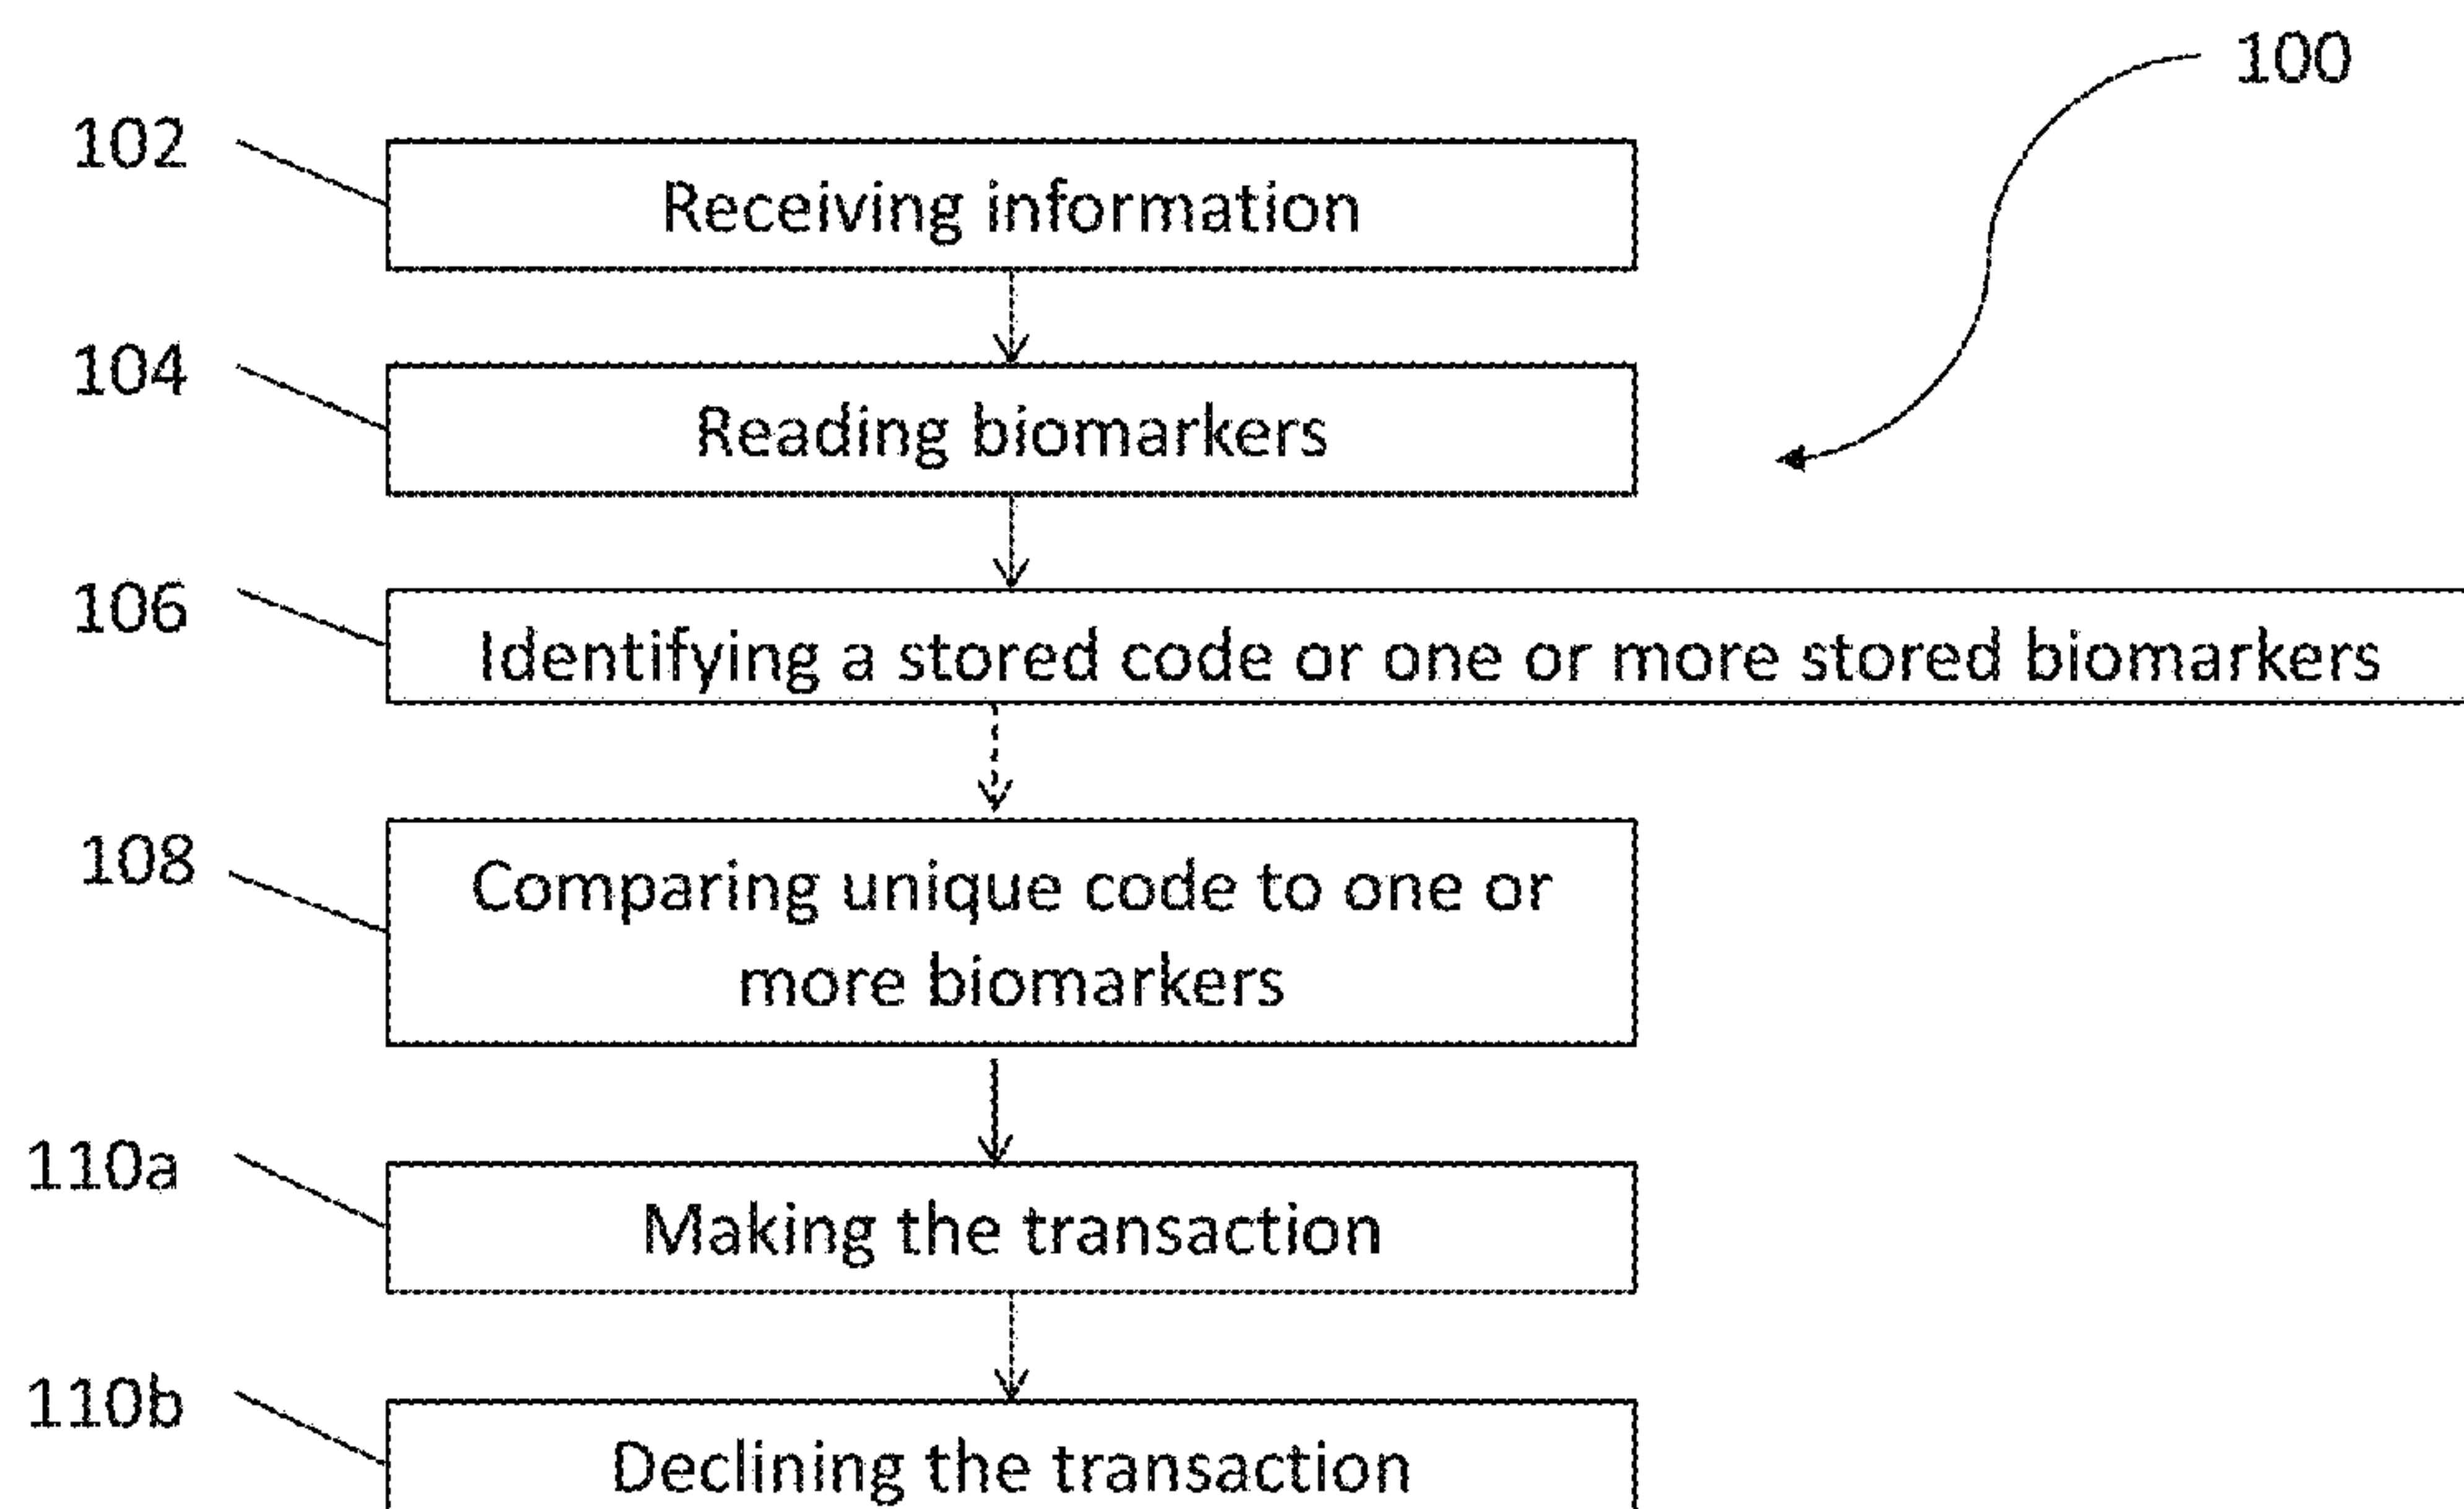 100
102
Receiving information
104
Reading biomarkers
106
Identifying a stored code or one or more stored biomarkers
108
Comparing unique code to one or
more biomarkers
110a
Making the transaction
110b
Declining the transaction